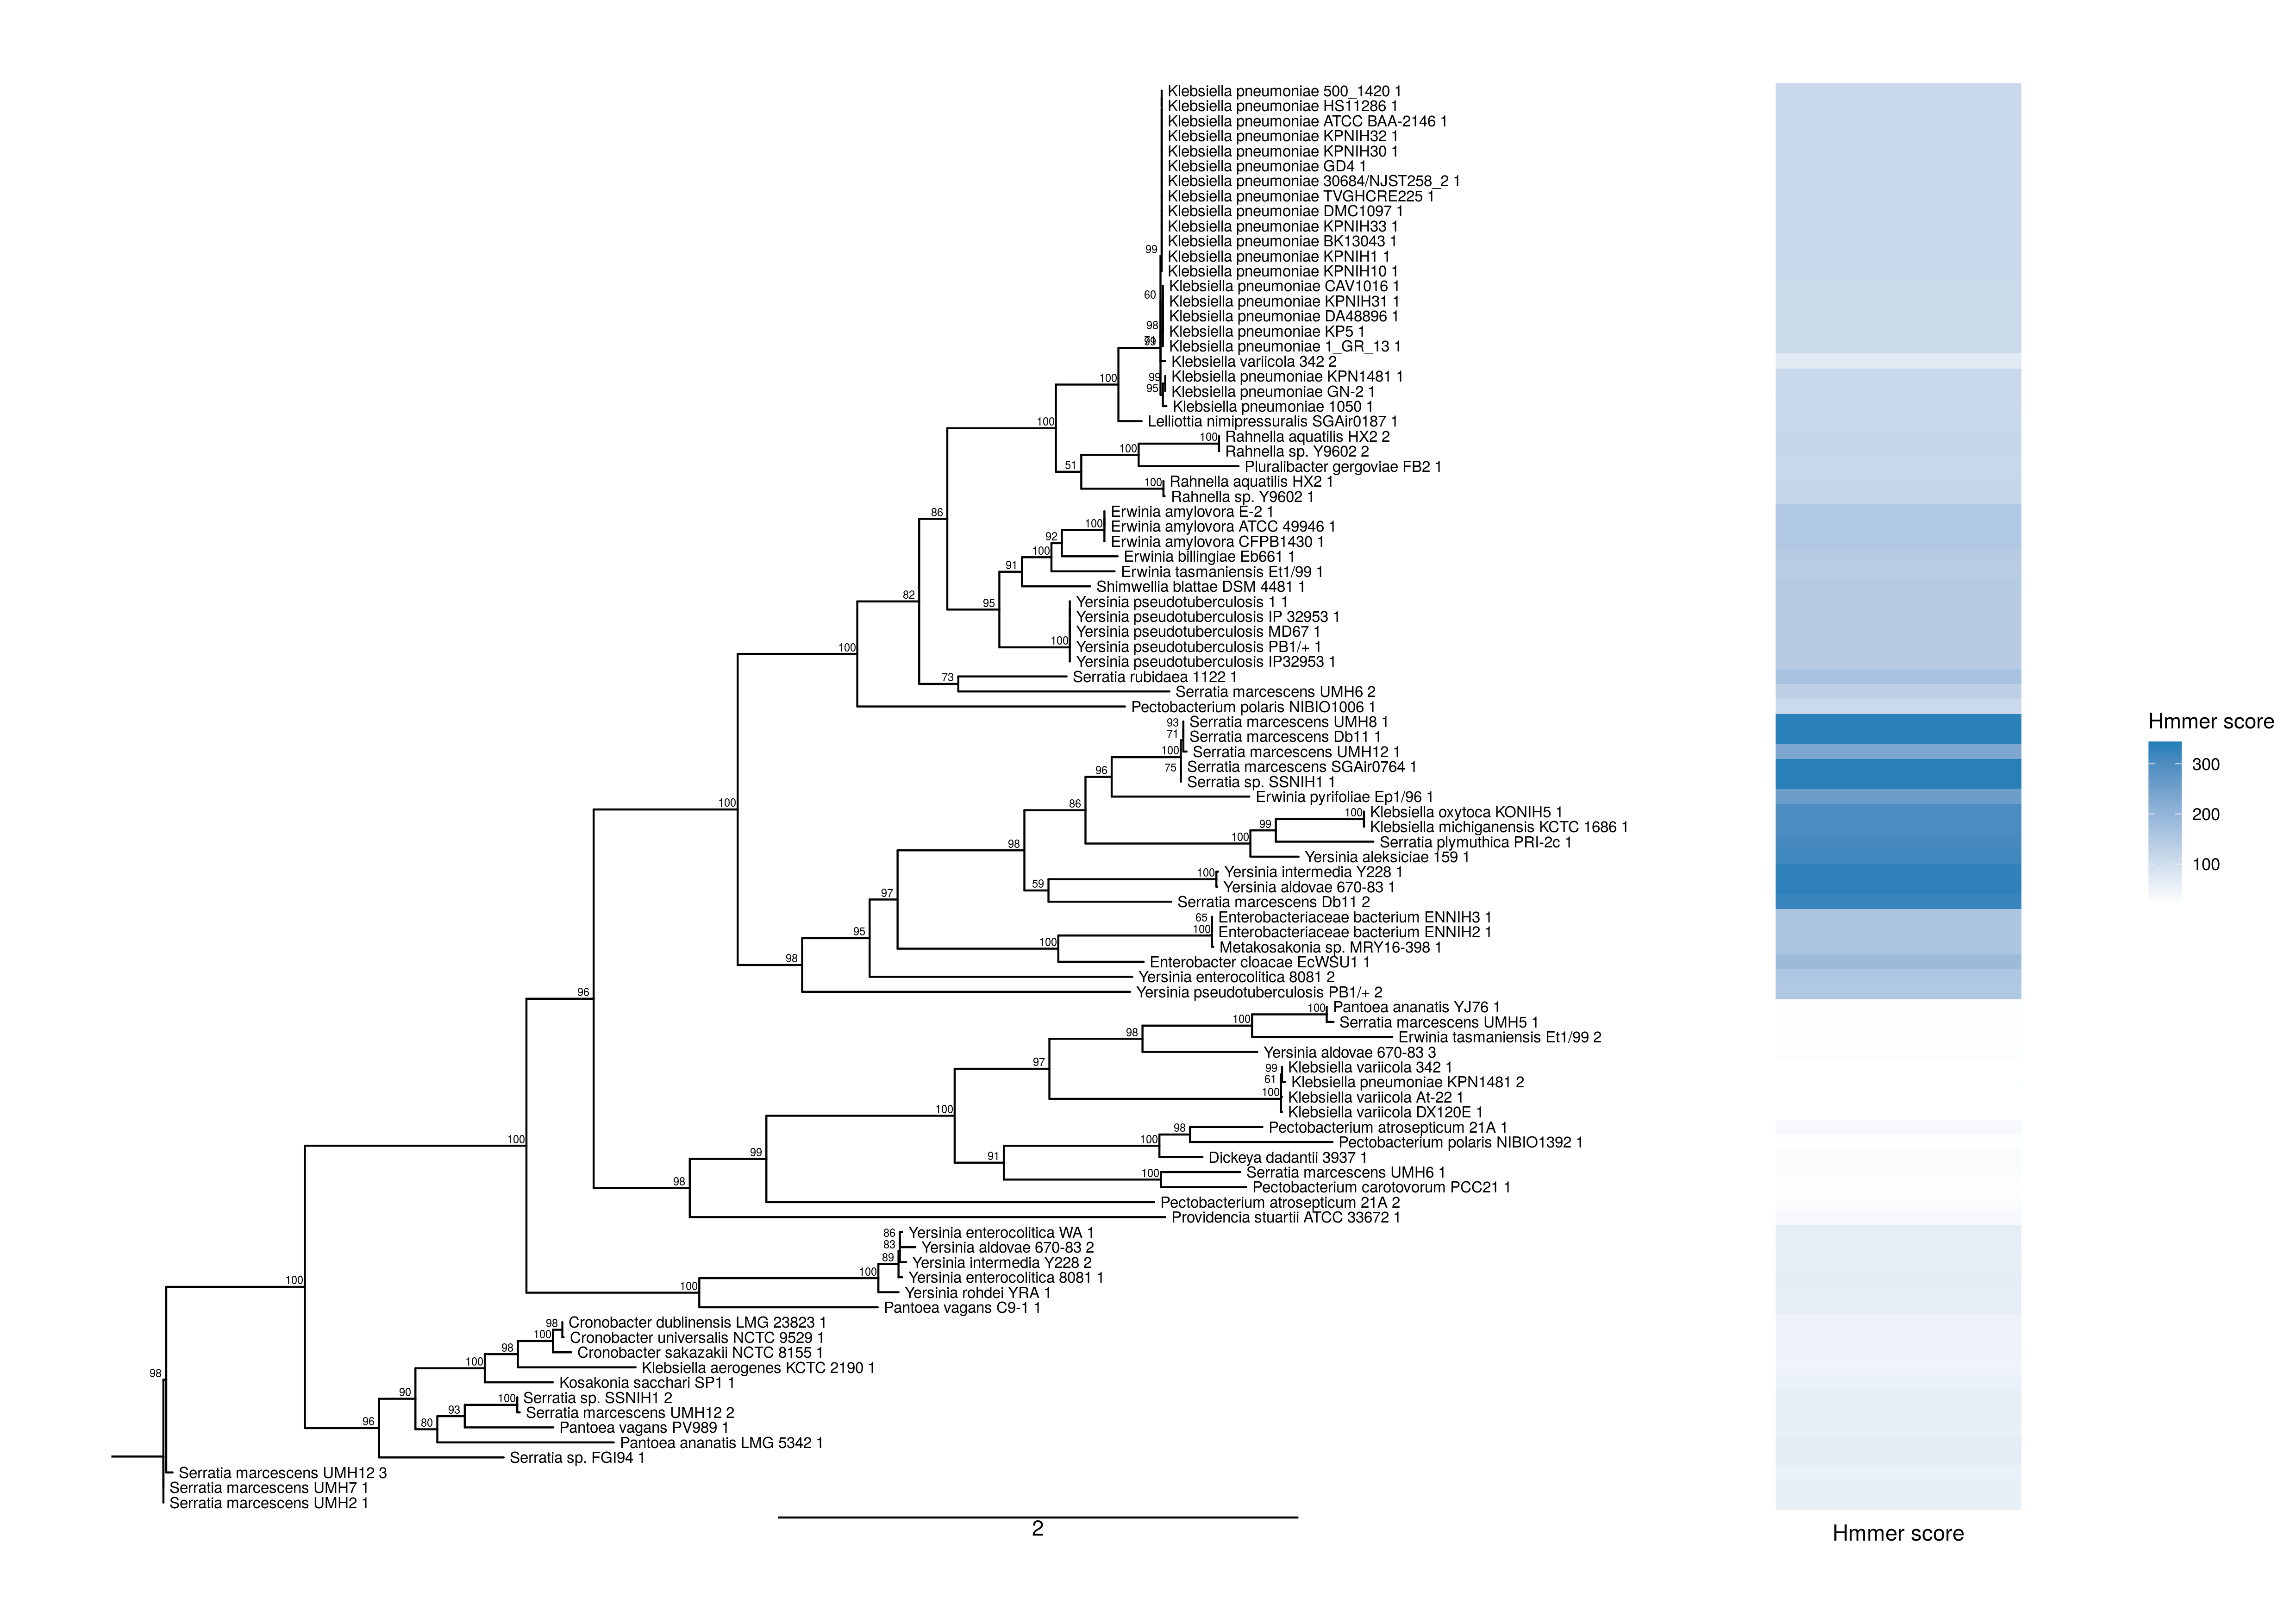 Klebsiella pneumoniae 500_1420 1
Klebsiella pneumoniae HS11286 1
Klebsiella pneumoniae ATCC BAA-2146 1
Klebsiella pneumoniae KPNIH32 1
Klebsiella pneumoniae KPNIH30 1
Klebsiella pneumoniae GD4 1
Klebsiella pneumoniae 30684/NJST258_2 1
Klebsiella pneumoniae TVGHCRE225 1
Klebsiella pneumoniae DMC1097 1
Klebsiella pneumoniae KPNIH33 1
Klebsiella pneumoniae BK13043 1
99
Klebsiella pneumoniae KPNIH1 1
Klebsiella pneumoniae KPNIH10 1
Klebsiella pneumoniae CAV1016 1
60
Klebsiella pneumoniae KPNIH31 1
Klebsiella pneumoniae DA48896 1
98
Klebsiella pneumoniae KP5 1
99
Klebsiella pneumoniae 1_GR_13 1
Klebsiella variicola 342 2
100
99
Klebsiella pneumoniae KPN1481 1
95
Klebsiella pneumoniae GN-2 1
Klebsiella pneumoniae 1050 1
100
Lelliottia nimipressuralis SGAir0187 1
100
Rahnella aquatilis HX2 2
100
Rahnella sp. Y9602 2
51
Pluralibacter gergoviae FB2 1
100
Rahnella aquatilis HX2 1
Rahnella sp. Y9602 1
86
Erwinia amylovora E-2 1
100
Erwinia amylovora ATCC 49946 1
92
Erwinia amylovora CFPB1430 1
100
Erwinia billingiae Eb661 1
91
Erwinia tasmaniensis Et1/99 1
Shimwellia blattae DSM 4481 1
82
95
Yersinia pseudotuberculosis 1 1
Yersinia pseudotuberculosis IP 32953 1
Yersinia pseudotuberculosis MD67 1
100
100
Yersinia pseudotuberculosis PB1/+ 1
Yersinia pseudotuberculosis IP32953 1
73
Serratia rubidaea 1122 1
Serratia marcescens UMH6 2
Pectobacterium polaris NIBIO1006 1
93
Serratia marcescens UMH8 1
71
Serratia marcescens Db11 1
100
Serratia marcescens UMH12 1
96
75
Serratia marcescens SGAir0764 1
Serratia sp. SSNIH1 1
Erwinia pyrifoliae Ep1/96 1
100
86
100
Klebsiella oxytoca KONIH5 1
99
Klebsiella michiganensis KCTC 1686 1
100
Serratia plymuthica PRI-2c 1
98
Yersinia aleksiciae 159 1
100
Yersinia intermedia Y228 1
59
Yersinia aldovae 670-83 1
97
Serratia marcescens Db11 2
65
Enterobacteriaceae bacterium ENNIH3 1
95
100
Enterobacteriaceae bacterium ENNIH2 1
100
Metakosakonia sp. MRY16-398 1
98
Enterobacter cloacae EcWSU1 1
Yersinia enterocolitica 8081 2
96
Yersinia pseudotuberculosis PB1/+ 2
100
Pantoea ananatis YJ76 1
100
Serratia marcescens UMH5 1
98
Erwinia tasmaniensis Et1/99 2
Yersinia aldovae 670-83 3
97
99
Klebsiella variicola 342 1
61
Klebsiella pneumoniae KPN1481 2
100
Klebsiella variicola At-22 1
100
Klebsiella variicola DX120E 1
98
Pectobacterium atrosepticum 21A 1
100
100
Pectobacterium polaris NIBIO1392 1
99
91
Dickeya dadantii 3937 1
98
100
Serratia marcescens UMH6 1
Pectobacterium carotovorum PCC21 1
Pectobacterium atrosepticum 21A 2
Providencia stuartii ATCC 33672 1
86
Yersinia enterocolitica WA 1
83
Yersinia aldovae 670-83 2
89
Yersinia intermedia Y228 2
100
Yersinia enterocolitica 8081 1
100
100
Yersinia rohdei YRA 1
Pantoea vagans C9-1 1
98
Cronobacter dublinensis LMG 23823 1
100
Cronobacter universalis NCTC 9529 1
98
Cronobacter sakazakii NCTC 8155 1
100
Klebsiella aerogenes KCTC 2190 1
98
Kosakonia sacchari SP1 1
90
100
Serratia sp. SSNIH1 2
93
Serratia marcescens UMH12 2
96
80
Pantoea vagans PV989 1
Pantoea ananatis LMG 5342 1
Serratia sp. FGI94 1
Serratia marcescens UMH12 3
Serratia marcescens UMH7 1
Serratia marcescens UMH2 1
2
Hmmer score
Hmmer score
300
200
100